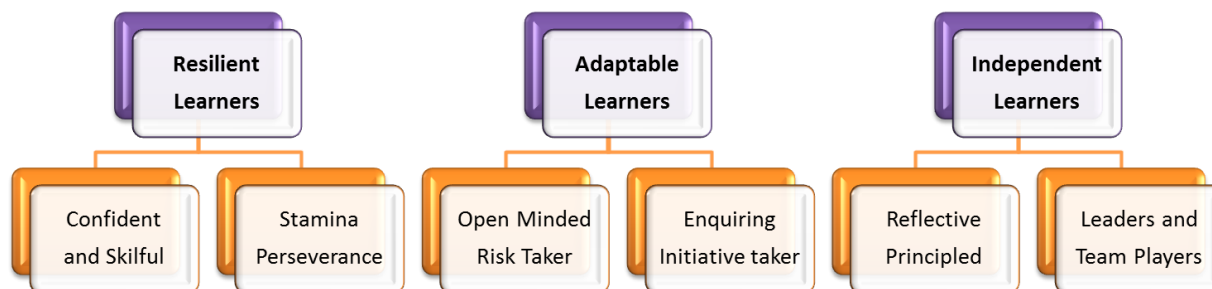 Resilient
Learners
Adaptable
Learners
Independent
Learners
Confident
and Skilful
Stamina
Perseverance
Open Minded
Risk Taker
Enquiring
Initiative taker
Reflective
Principled
Leaders and
Team Players